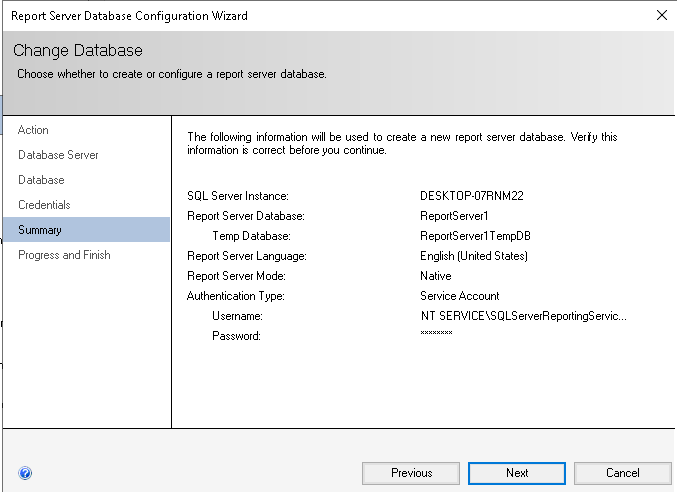 Report Server Database Configuration Wizard
Change Database
Choose whether to create or configure a report server database.
Action
Database Server
Database
Credentials
Summary
Progress and Finish
The following information will be used to create a new report server database. Verify this
information is correct before you continue.
SQL Server Instance: DESKTOP-07RNM22
Report Server Database: ReportServer1
Temp Database: ReportServer1TempDB
Report Server Language: English (United States)
Report Server Mode: Native
Authentication Type: Service Account
Username: NT SERVICE\SQLServerReportingServic...
Password: ********
Previous Next Cancel